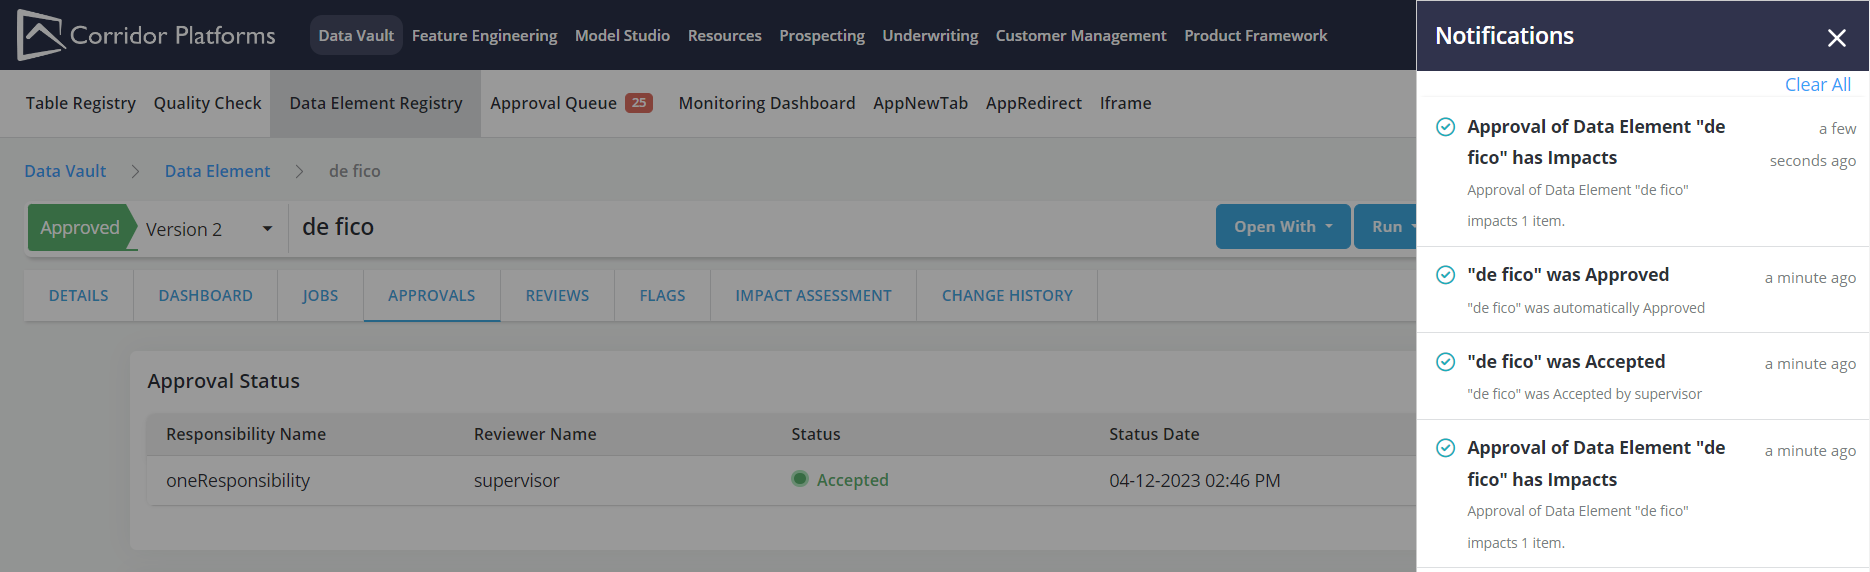 Corridor Platforms
Data Vault Feature Engineering Model Studio Resources Prospecting Underwriting Customer Management Product Framework
Notifications
Clear All
Table Registry Quality Check Data Element Registry Approval Queue 25 Monitoring Dashboard AppNewTab AppRedirect Iframe
Data Vault Data Element de fico
Approved Version 2 de fico Open With Run
DETAILS DASHBOARD JOBS APPROVALS REVIEWS FLAGS IMPACT ASSESSMENT CHANGE HISTORY
Approval Status
Responsibility Name Reviewer Name Status Status Date
oneResponsibility supervisor Accepted 04-12-2023 02:46 PM
Approval of Data Element "de a few
fico" has Impacts seconds ago
Approval of Data Element "de fico"
impacts 1 item.
"de fico" was Approved a minute ago
"de fico" was automatically Approved
"de fico" was Accepted a minute ago
"de fico" was Accepted by supervisor
Approval of Data Element "de a minute ago
fico" has Impacts
Approval of Data Element "de fico"
impacts 1 item.